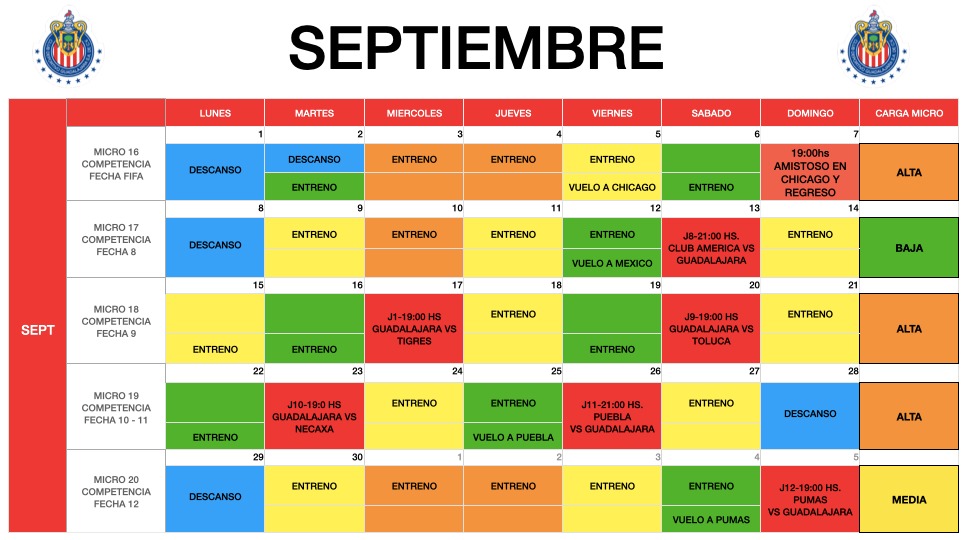 SEPTIEMBRE
LUNES MARTES MIERCOLES JUEVES VIERNES SABADO DOMINGO CARGA MICRO
SEPT
1 2 3 4 5 6 7
MICRO 16
COMPETENCIA
FECHA FIFA
DESCANSO
DESCANSO
ENTRENO
ENTRENO
ENTRENO
ENTRENO
VUELO A CHICAGO
ENTRENO
19:00hs
AMISTOSO EN
CHICAGO Y
REGRESO
ALTA
8 9 10 11 12 13 14
MICRO 17
COMPETENCIA
FECHA 8
DESCANSO
ENTRENO
ENTRENO
ENTRENO
ENTRENO
VUELO A MEXICO
J8-21:00 HS.
CLUB AMERICA VS
GUADALAJARA
ENTRENO
BAJA
15 16 17 18 19 20 21
MICRO 18
COMPETENCIA
FECHA 9
ENTRENO
ENTRENO
J1-19:00 HS
GUADALAJARA VS
TIGRES
ENTRENO
ENTRENO
J9-19:00 HS
GUADALAJARA VS
TOLUCA
ENTRENO
ALTA
22 23 24 25 26 27 28
MICRO 19
COMPETENCIA
FECHA 10 - 11
ENTRENO
J10-19:0 HS
GUADALAJARA VS
NECAXA
ENTRENO
ENTRENO
VUELO A PUEBLA
J11-21:00 HS.
PUEBLA
VS GUADALAJARA
ENTRENO
DESCANSO
ALTA
29 30 1 2 3 4 5
MICRO 20
COMPETENCIA
FECHA 12
DESCANSO
ENTRENO
ENTRENO
ENTRENO
ENTRENO
ENTRENO
VUELO A PUMAS
J12-19:00 HS.
PUMAS
VS GUADALAJARA
MEDIA